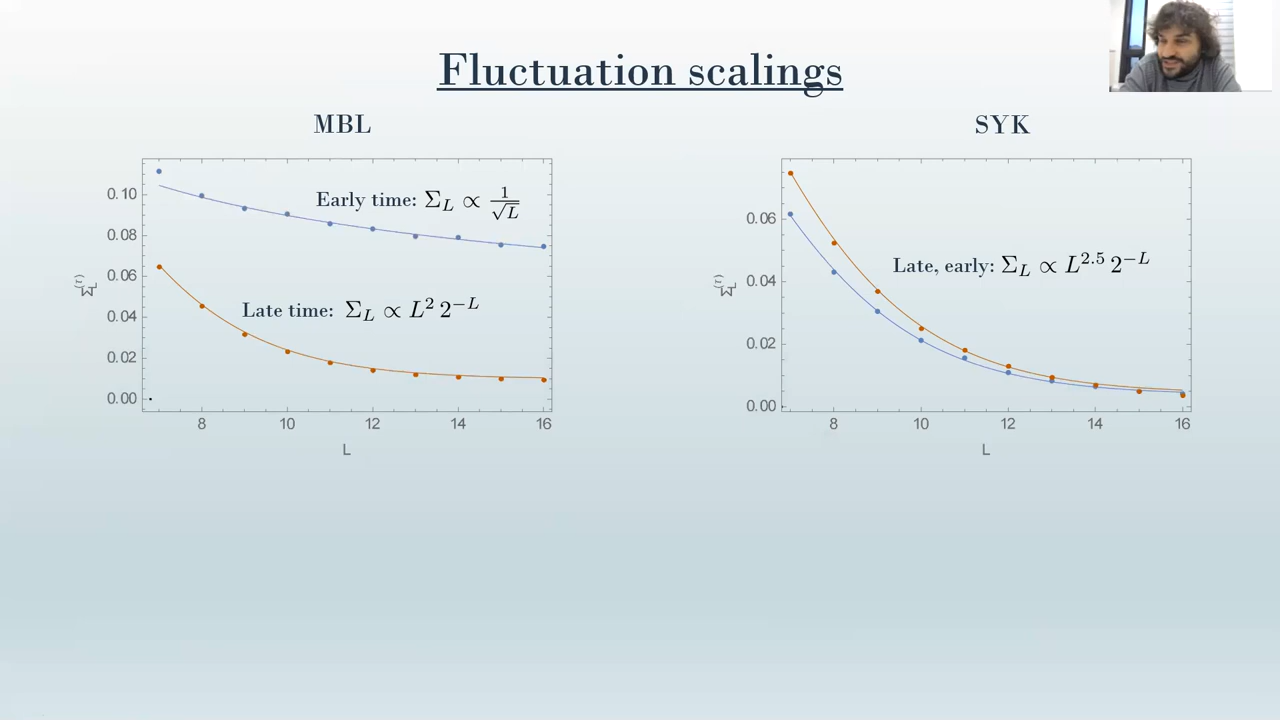 Fluctuation scalings
MBL
0.10
0.08
0.06
0.04
0.02
0.00
Σ_L^(τ)
Early time: Σ_L ∝ 1/√L
Late time: Σ_L ∝ L^2 2^−L
8 10 12 14 16
L
SYK
0.06
0.04
0.02
0.00
Σ_L^(τ)
Late, early: Σ_L ∝ L^2.5 2^−L
8 10 12 14 16
L